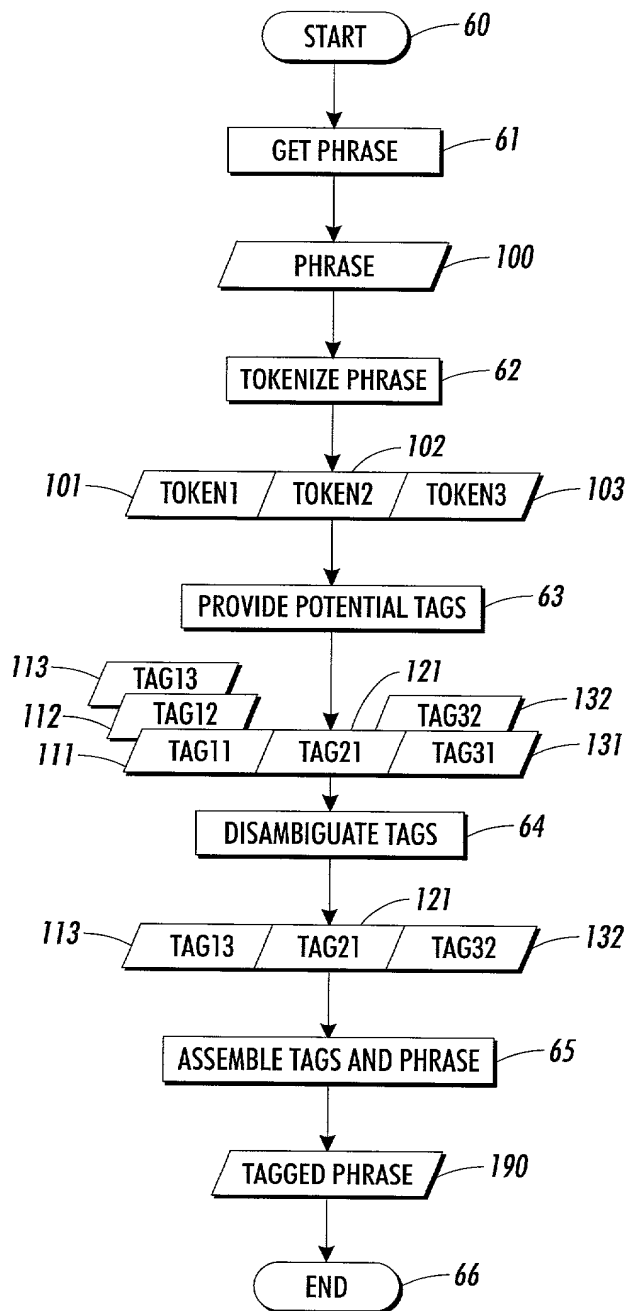 START 60
GET PHRASE 61
PHRASE 100
TOKENIZE PHRASE 62
102
101 TOKEN1 TOKEN2 TOKEN3 103
PROVIDE POTENTIAL TAGS 63
113 TAG13 121
112 TAG12 TAG32 132
111 TAG11 TAG21 TAG31 131
DISAMBIGUATE TAGS 64
121
113 TAG13 TAG21 TAG32 132
ASSEMBLE TAGS AND PHRASE 65
TAGGED PHRASE 190
END 66